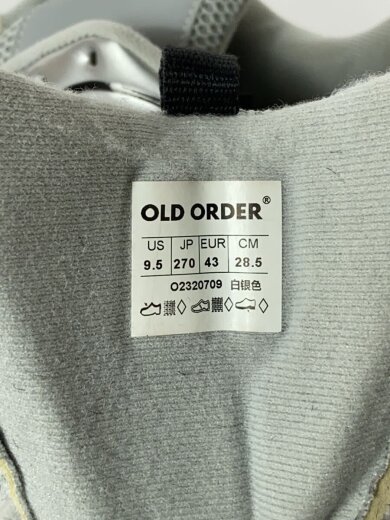 OLD ORDER®
US JP EUR CM
9.5 270 43 28.5
O2320709 白银色